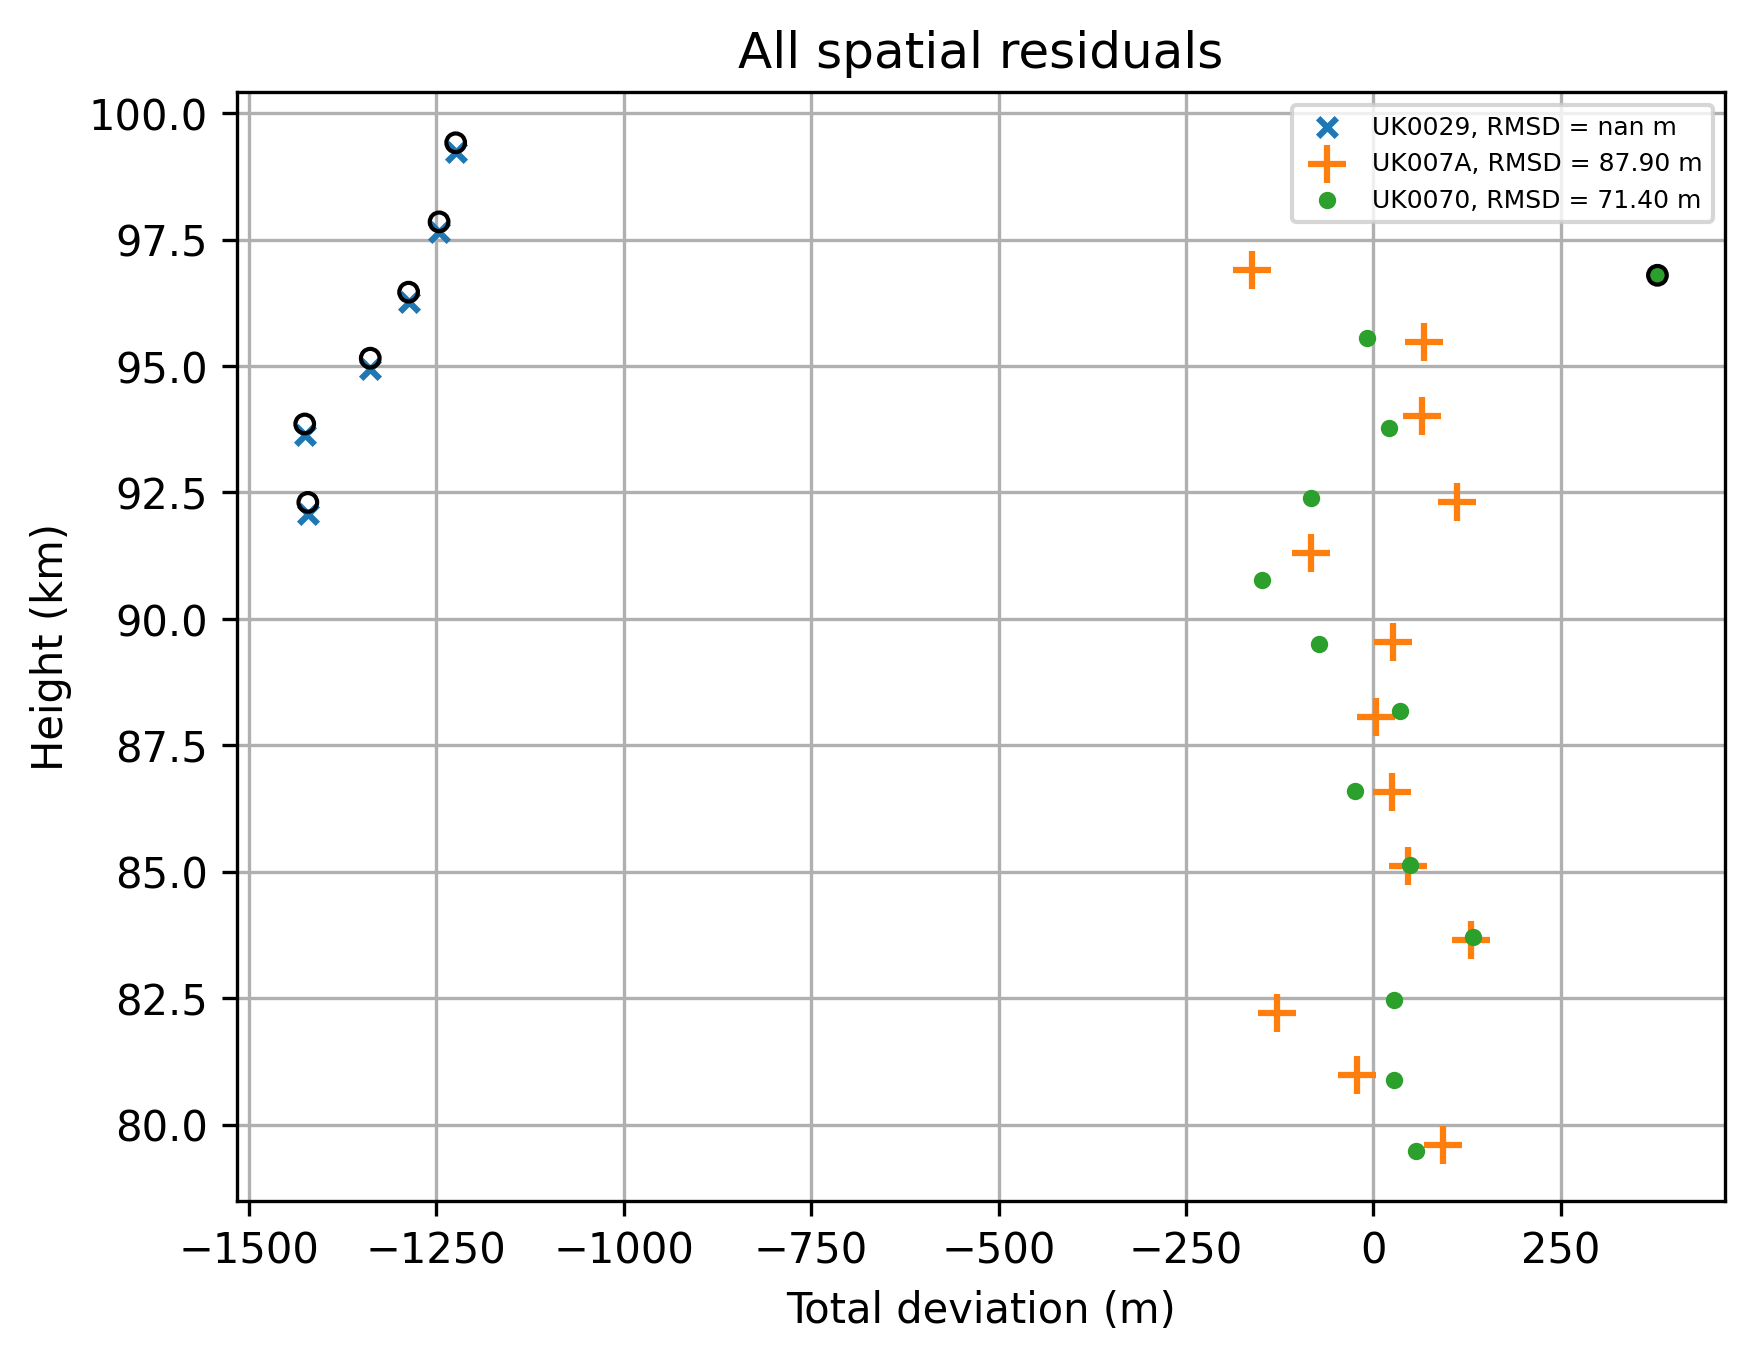 All spatial residuals
UK0029, RMSD = nan m
UK007A, RMSD = 87.90 m
UK0070, RMSD = 71.40 m
Height (km)
100.0
97.5
95.0
92.5
90.0
87.5
85.0
82.5
80.0
−1500 −1250 −1000 −750 −500 −250 0 250
Total deviation (m)